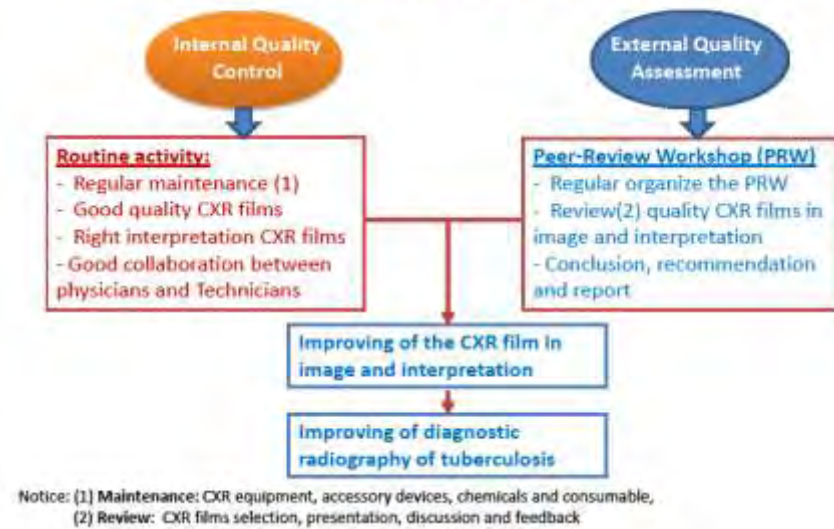 Internal Quality
Control
External Quality
Assessment
Routine activity:
- Regular maintenance (1)
- Good quality CXR films
- Right interpretation CXR films
- Good collaboration between
physicians and Technicians
Peer-Review Workshop (PRW)
- Regular organize the PRW
- Review(2) quality CXR films in
image and interpretation
- Conclusion, recommendation
and report
Improving of the CXR film in
image and interpretation
Improving of diagnostic
radiography of tuberculosis
Notice: (1) Maintenance: CXR equipment, accessory devices, chemicals and consumable,
(2) Review: CXR films selection, presentation, discussion and feedback